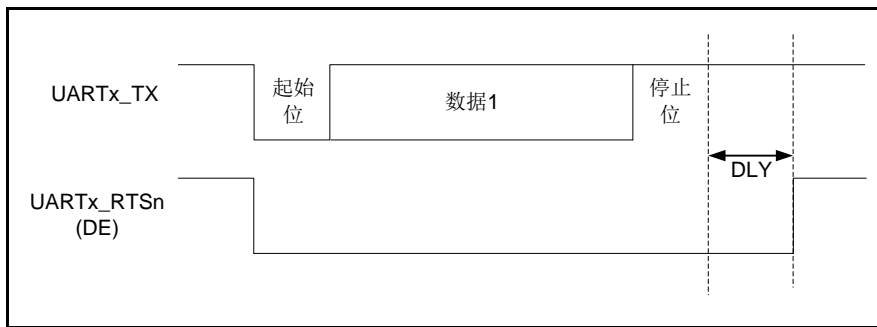 UARTx_TX
起始
位
数据1
停止
位
DLY
UARTx_RTSn
(DE)